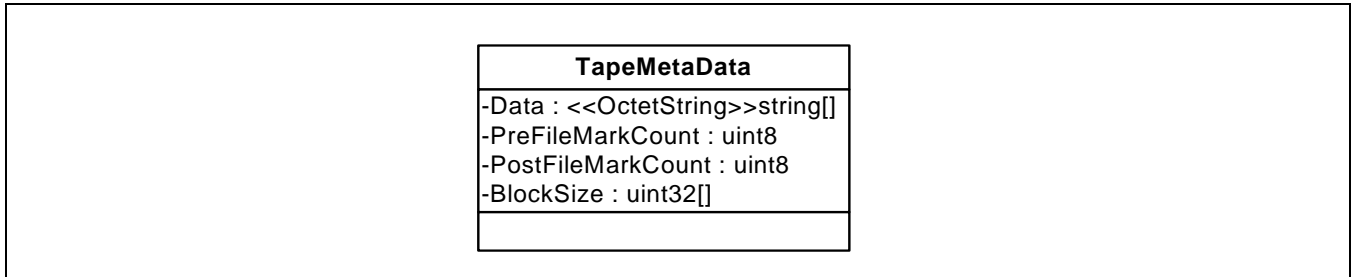 TapeMetaData
-Data : <<OctetString>>string[]
-PreFileMarkCount : uint8
-PostFileMarkCount : uint8
-BlockSize : uint32[]